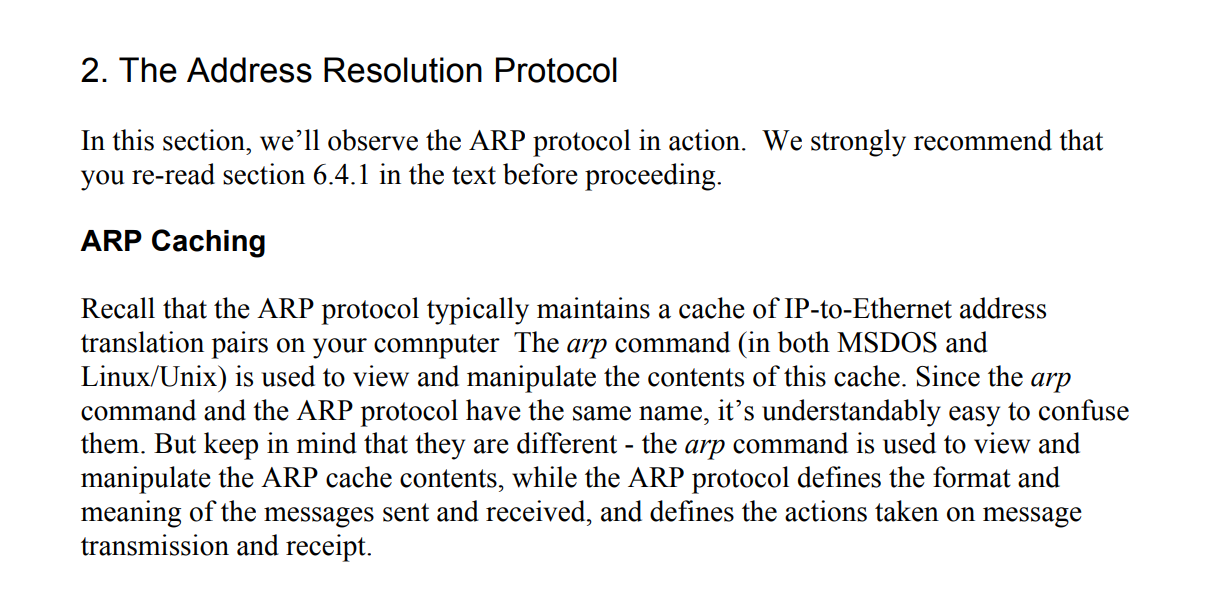 2. The Address Resolution Protocol
In this section, we’ll observe the ARP protocol in action.  We strongly recommend that
you re-read section 6.4.1 in the text before proceeding.
ARP Caching
Recall that the ARP protocol typically maintains a cache of IP-to-Ethernet address
translation pairs on your comnputer  The arp command (in both MSDOS and
Linux/Unix) is used to view and manipulate the contents of this cache. Since the arp
command and the ARP protocol have the same name, it’s understandably easy to confuse
them. But keep in mind that they are different - the arp command is used to view and
manipulate the ARP cache contents, while the ARP protocol defines the format and
meaning of the messages sent and received, and defines the actions taken on message
transmission and receipt.